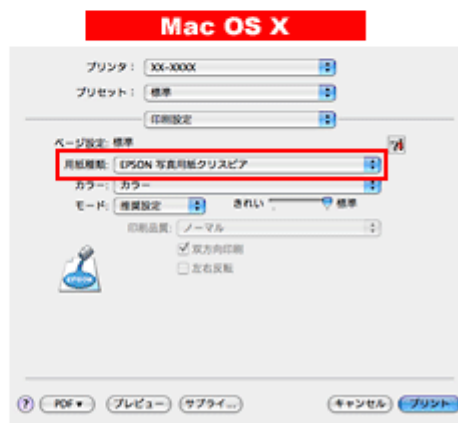 Mac OS X
プリンタ： XX-XXXX
プリセット： 標準
印刷設定
ページ設定: 標準
用紙種類: EPSON 写真用紙クリスピア
カラー: カラー
モード: 推奨設定 きれい 標準
印刷品質: ノーマル
双方向印刷
左右反転
EPSON
? PDF▼ プレビュー サプライ... キャンセル プリント